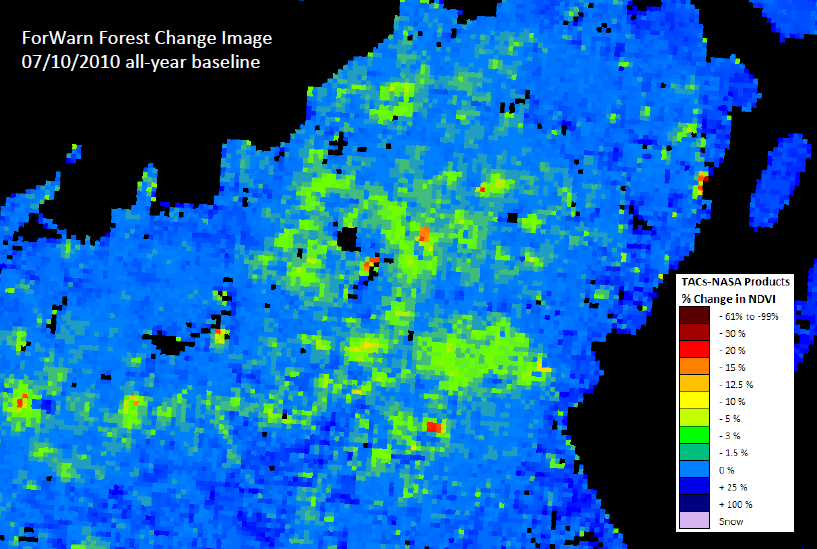 ForWarn Forest Change Image
07/10/2010 all-year baseline
TACs-NASA Products
% Change in NDVI
- 61% to -99%
- 30 %
- 20 %
- 15 %
- 12.5 %
- 10 %
- 5 %
- 3 %
- 1.5 %
0 %
+ 25 %
+ 100 %
Snow